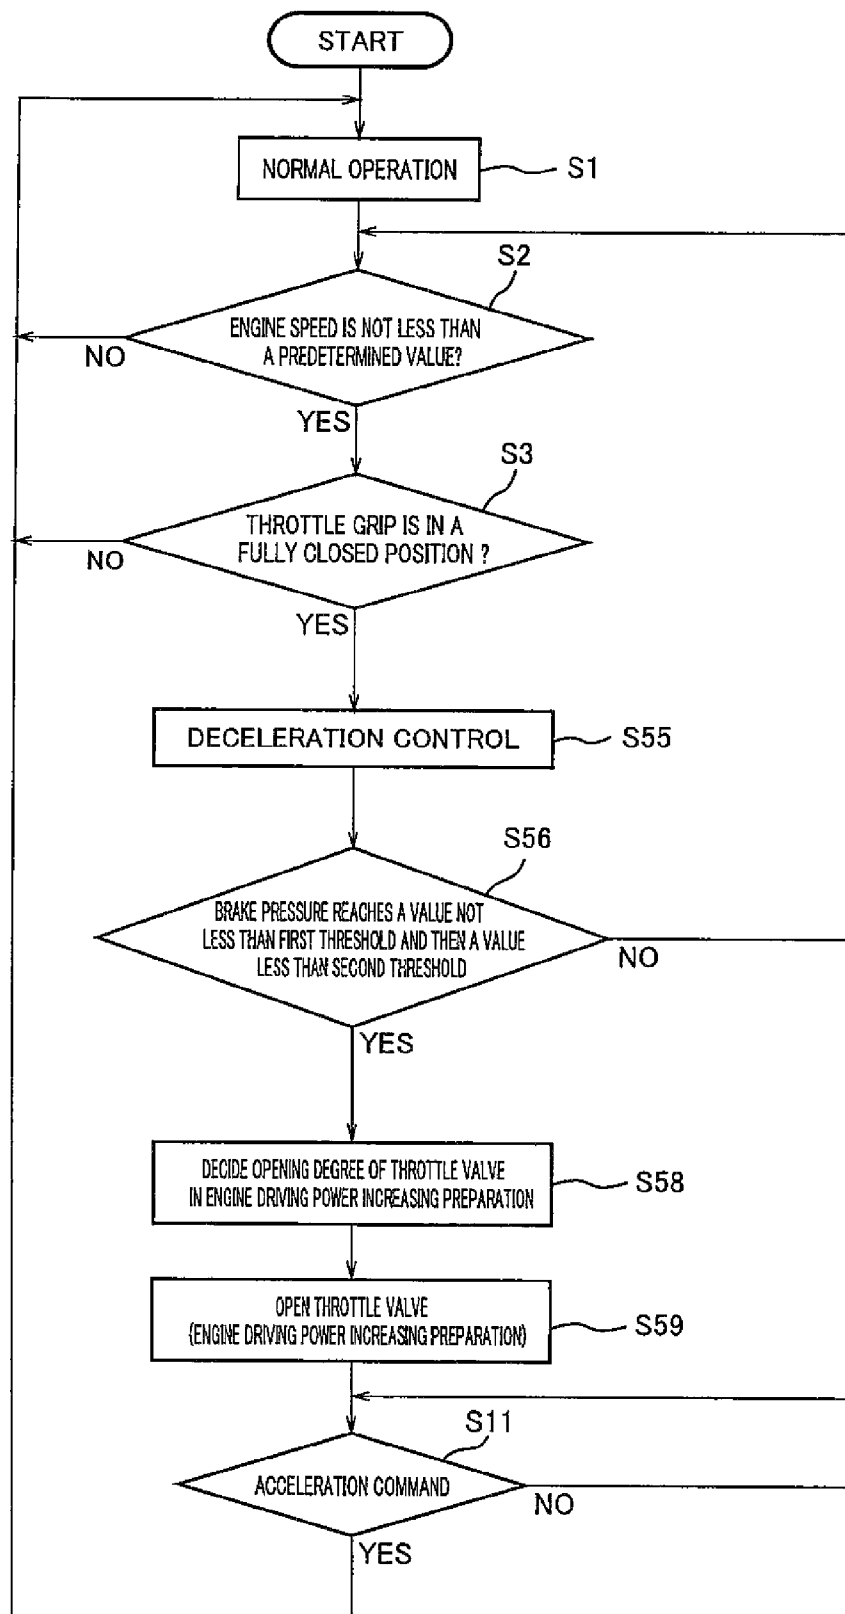 START
NORMAL OPERATION
S1
S2
ENGINE SPEED IS NOT LESS THAN
A PREDETERMINED VALUE?
NO
YES
S3
THROTTLE GRIP IS IN A
FULLY CLOSED POSITION ?
NO
YES
DECELERATION CONTROL
S55
S56
BRAKE PRESSURE REACHES A VALUE NOT
LESS THAN FIRST THRESHOLD AND THEN A VALUE
LESS THAN SECOND THRESHOLD
NO
YES
DECIDE OPENING DEGREE OF THROTTLE VALVE
IN ENGINE DRIVING POWER INCREASING PREPARATION
S58
OPEN THROTTLE VALVE
(ENGINE DRIVING POWER INCREASING PREPARATION)
S59
S11
ACCELERATION COMMAND
NO
YES